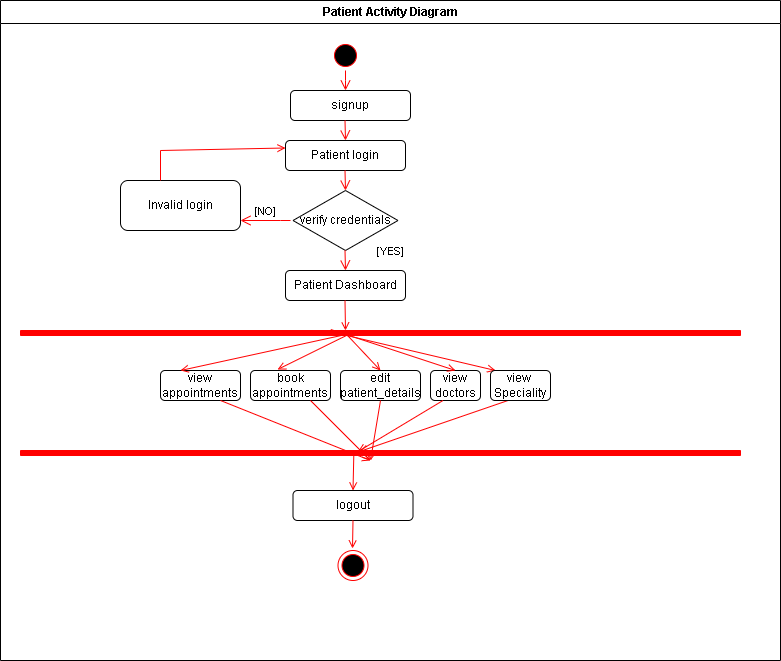 Patient Activity Diagram
signup
Patient login
Invalid login
[NO]
verify credentials
[YES]
Patient Dashboard
view
appointments
book
appointments
edit
patient_details
view
doctors
view
Speciality
logout